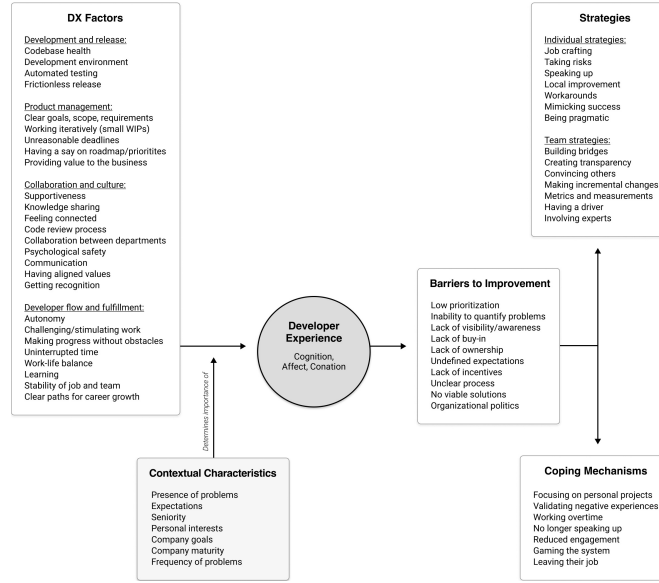 DX Factors
Development and release:
Codebase health
Development environment
Automated testing
Frictionless release
Product management:
Clear goals, scope, requirements
Working iteratively (small WIPs)
Unreasonable deadlines
Having a say on roadmap/prioritites
Providing value to the business
Collaboration and culture:
Supportiveness
Knowledge sharing
Feeling connected
Code review process
Collaboration between departments
Psychological safety
Communication
Having aligned values
Getting recognition
Developer flow and fulfillment:
Autonomy
Challenging/stimulating work
Making progress without obstacles
Uninterrupted time
Work-life balance
Learning
Stability of job and team
Clear paths for career growth
Determines importance of
Contextual Characteristics
Presence of problems
Expectations
Seniority
Personal interests
Company goals
Company maturity
Frequency of problems
Developer
Experience
Cognition,
Affect, Conation
Barriers to Improvement
Low prioritization
Inability to quantify problems
Lack of visibility/awareness
Lack of buy-in
Lack of ownership
Undefined expectations
Lack of incentives
Unclear process
No viable solutions
Organizational politics
Strategies
Individual strategies:
Job crafting
Taking risks
Speaking up
Local improvement
Workarounds
Mimicking success
Being pragmatic
Team strategies:
Building bridges
Creating transparency
Convincing others
Making incremental changes
Metrics and measurements
Having a driver
Involving experts
Coping Mechanisms
Focusing on personal projects
Validating negative experiences
Working overtime
No longer speaking up
Reduced engagement
Gaming the system
Leaving their job